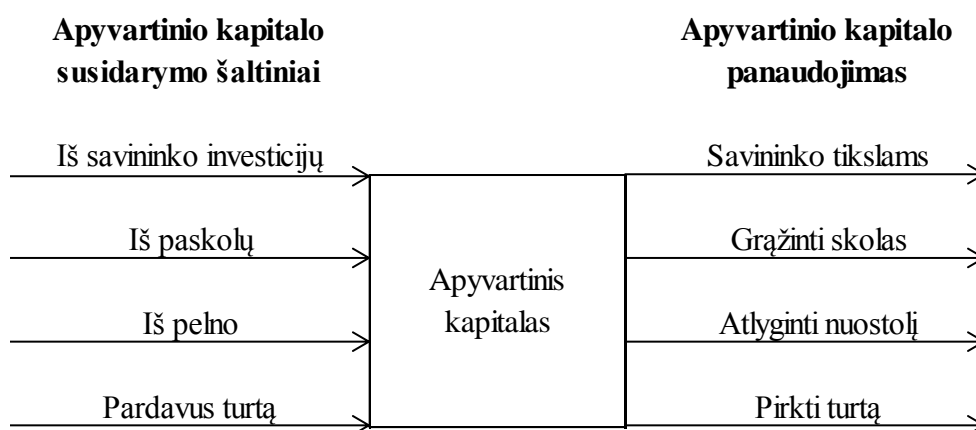 Apyvartinio kapitalo
susidarymo šaltiniai
Apyvartinio kapitalo
panaudojimas
Iš savininko investicijų
Iš paskolų
Iš pelno
Pardavus turtą
Apyvartinis
kapitalas
Savininko tikslams
Grąžinti skolas
Atlyginti nuostolį
Pirkti turtą